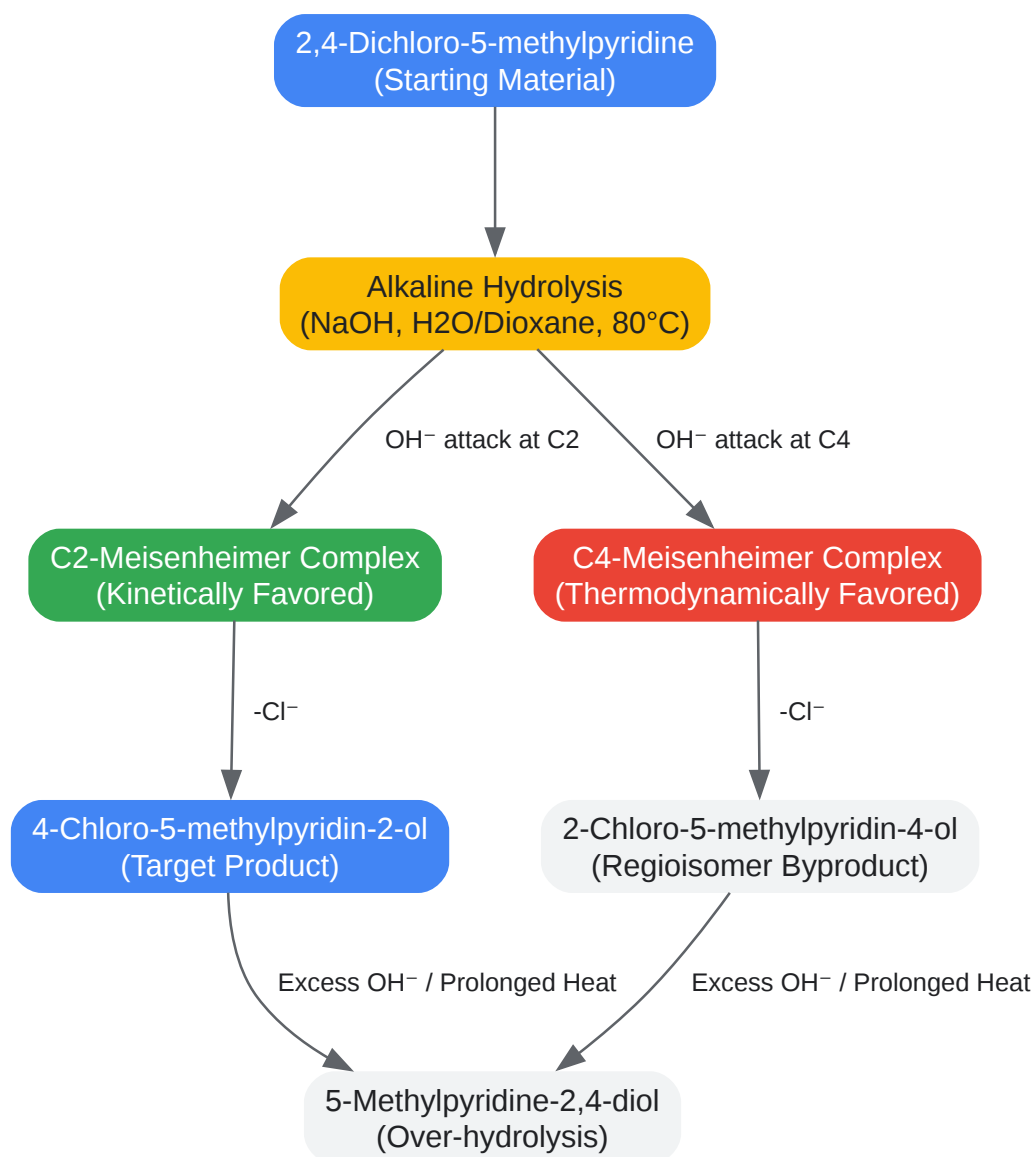 2,4-Dichloro-5-methylpyridine
(Starting Material)
Alkaline Hydrolysis
(NaOH, H2O/Dioxane, 80°C)
OH⁻ attack at C2
OH⁻ attack at C4
C2-Meisenheimer Complex
(Kinetically Favored)
C4-Meisenheimer Complex
(Thermodynamically Favored)
-Cl⁻
-Cl⁻
4-Chloro-5-methylpyridin-2-ol
(Target Product)
2-Chloro-5-methylpyridin-4-ol
(Regioisomer Byproduct)
Excess OH⁻ / Prolonged Heat
Excess OH⁻ / Prolonged Heat
5-Methylpyridine-2,4-diol
(Over-hydrolysis)